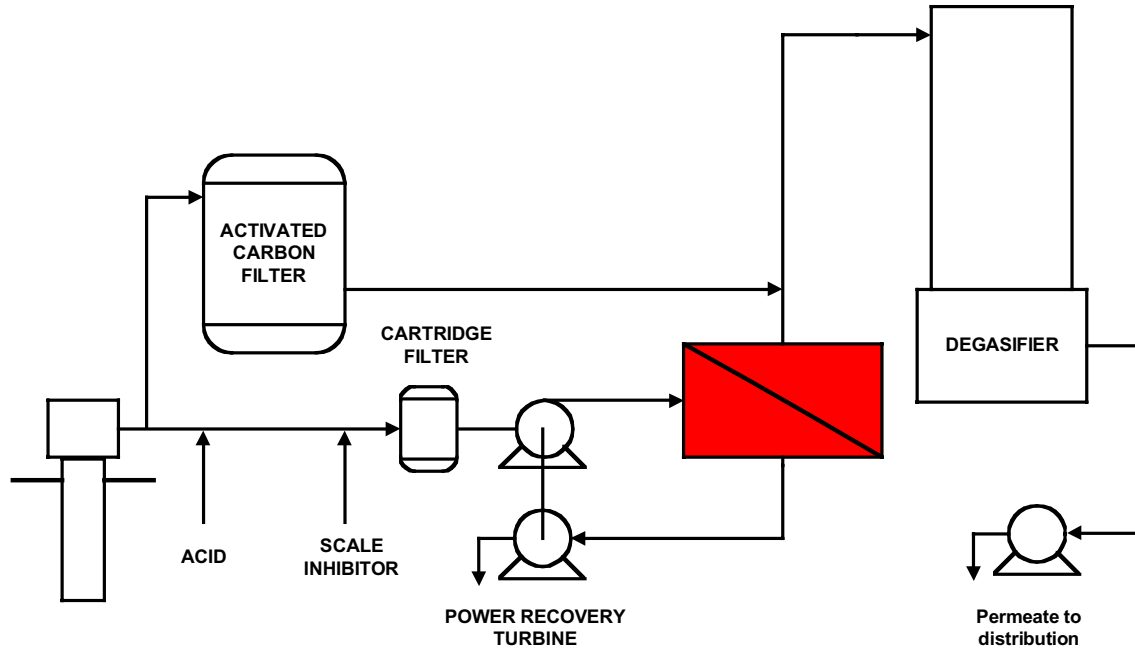 ACTIVATED
CARBON
FILTER
CARTRIDGE
FILTER
DEGASIFIER
ACID
SCALE
INHIBITOR
POWER RECOVERY
TURBINE
Permeate to
distribution